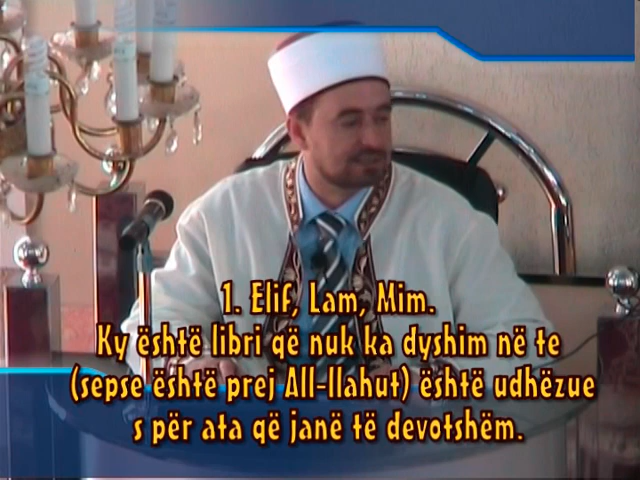 1. Elif, Lam, Mim.
Ky është libri që nuk ka dyshim në te
(sepse është prej All-llahut) është udhëzue
s për ata që janë të devotshëm.